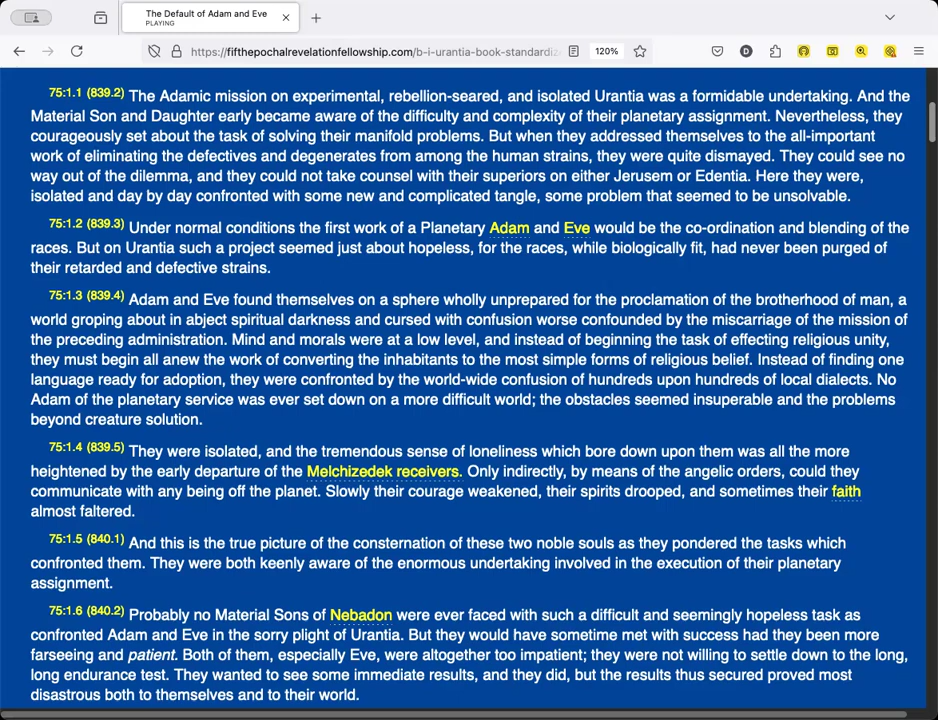 The Default of Adam and Eve
PLAYING
https://fifthepochalrevelationfellowship.com/b-i-urantia-book-standardiz
120%
75:1.1 (839.2) The Adamic mission on experimental, rebellion-seared, and isolated Urantia was a formidable undertaking. And the
Material Son and Daughter early became aware of the difficulty and complexity of their planetary assignment. Nevertheless, they
courageously set about the task of solving their manifold problems. But when they addressed themselves to the all-important
work of eliminating the defectives and degenerates from among the human strains, they were quite dismayed. They could see no
way out of the dilemma, and they could not take counsel with their superiors on either Jerusem or Edentia. Here they were,
isolated and day by day confronted with some new and complicated tangle, some problem that seemed to be unsolvable.
75:1.2 (839.3) Under normal conditions the first work of a Planetary Adam and Eve would be the co-ordination and blending of the
races. But on Urantia such a project seemed just about hopeless, for the races, while biologically fit, had never been purged of
their retarded and defective strains.
75:1.3 (839.4) Adam and Eve found themselves on a sphere wholly unprepared for the proclamation of the brotherhood of man, a
world groping about in abject spiritual darkness and cursed with confusion worse confounded by the miscarriage of the mission of
the preceding administration. Mind and morals were at a low level, and instead of beginning the task of effecting religious unity,
they must begin all anew the work of converting the inhabitants to the most simple forms of religious belief. Instead of finding one
language ready for adoption, they were confronted by the world-wide confusion of hundreds upon hundreds of local dialects. No
Adam of the planetary service was ever set down on a more difficult world; the obstacles seemed insuperable and the problems
beyond creature solution.
75:1.4 (839.5) They were isolated, and the tremendous sense of loneliness which bore down upon them was all the more
heightened by the early departure of the Melchizedek receivers. Only indirectly, by means of the angelic orders, could they
communicate with any being off the planet. Slowly their courage weakened, their spirits drooped, and sometimes their faith
almost faltered.
75:1.5 (840.1) And this is the true picture of the consternation of these two noble souls as they pondered the tasks which
confronted them. They were both keenly aware of the enormous undertaking involved in the execution of their planetary
assignment.
75:1.6 (840.2) Probably no Material Sons of Nebadon were ever faced with such a difficult and seemingly hopeless task as
confronted Adam and Eve in the sorry plight of Urantia. But they would have sometime met with success had they been more
farseeing and patient. Both of them, especially Eve, were altogether too impatient; they were not willing to settle down to the long,
long endurance test. They wanted to see some immediate results, and they did, but the results thus secured proved most
disastrous both to themselves and to their world.